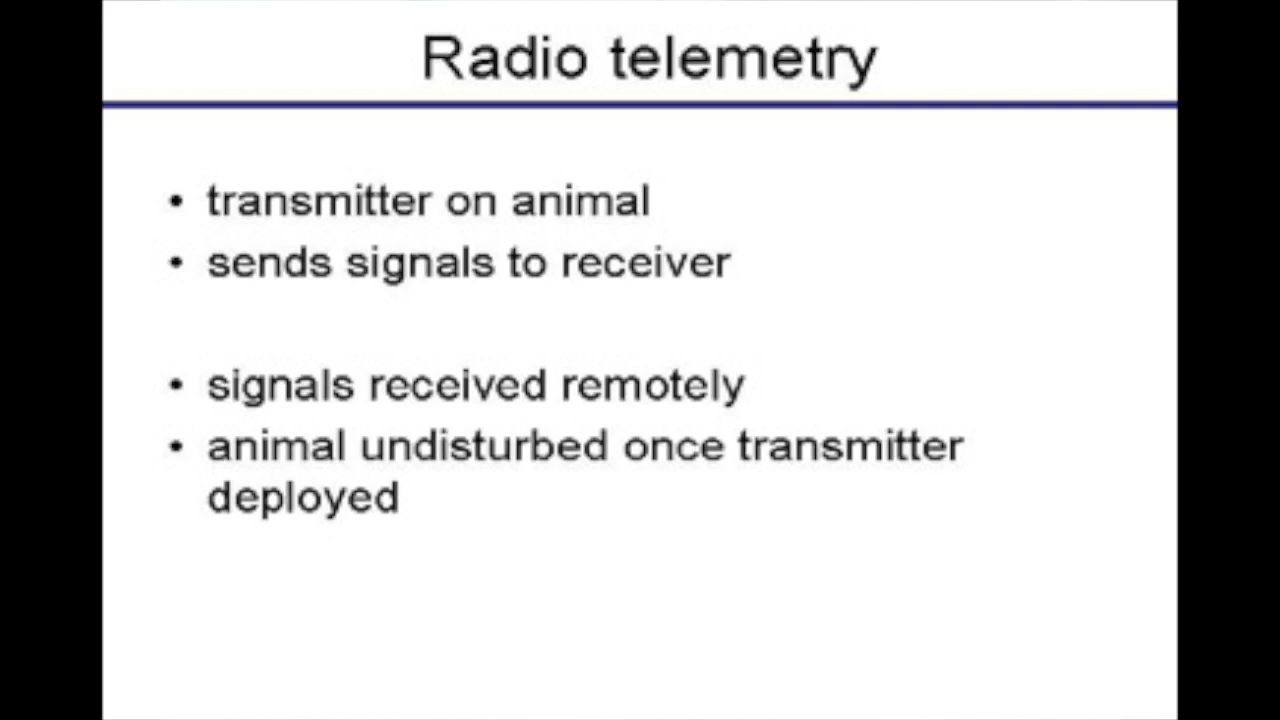 Radio telemetry
• transmitter on animal
• sends signals to receiver
• signals received remotely
• animal undisturbed once transmitter
deployed